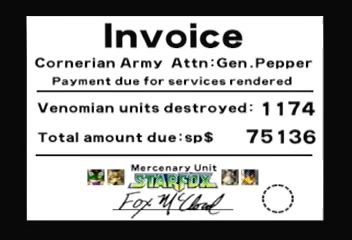 Invoice
Cornerian Army Attn:Gen.Pepper
Payment due for services rendered
Venomian units destroyed: 1174
Total amount due:sp$ 75136
Mercenary Unit
STARFOX
Fox McCloud